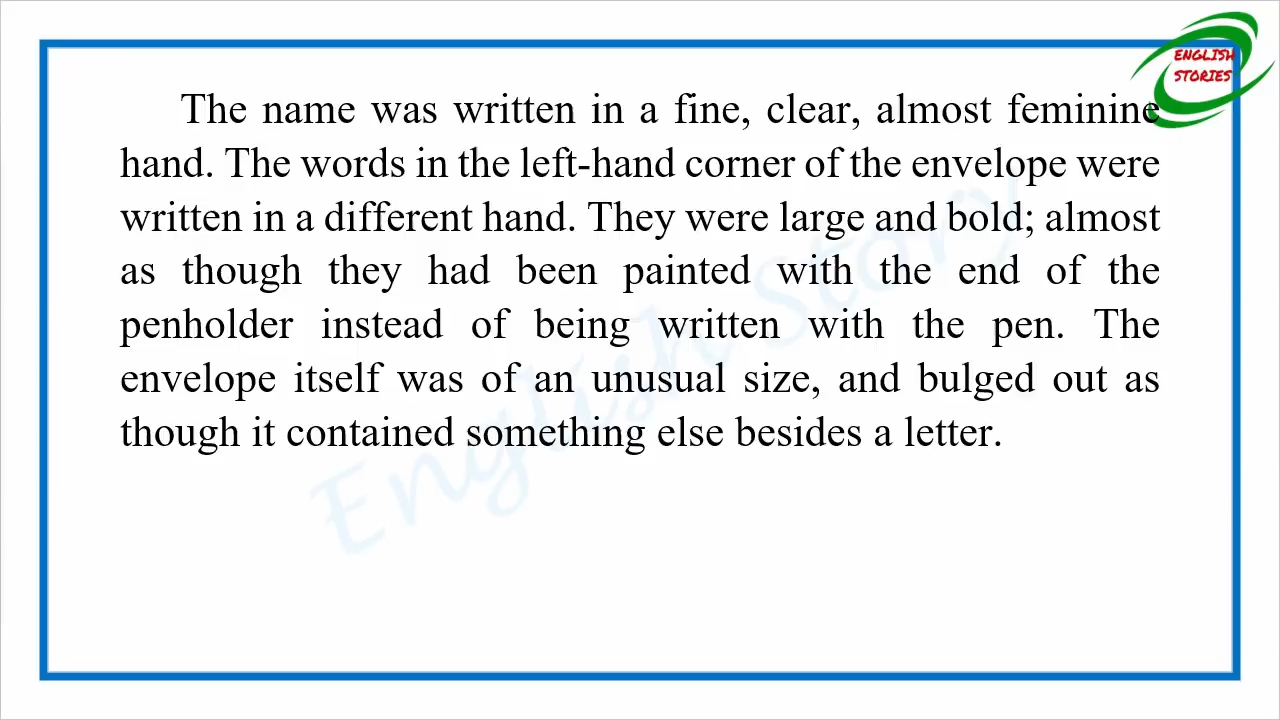 ENGLISH
STORIES
The name was written in a fine, clear, almost feminine
hand. The words in the left-hand corner of the envelope were
written in a different hand. They were large and bold; almost
as though they had been painted with the end of the
penholder instead of being written with the pen. The
envelope itself was of an unusual size, and bulged out as
though it contained something else besides a letter.
English Story